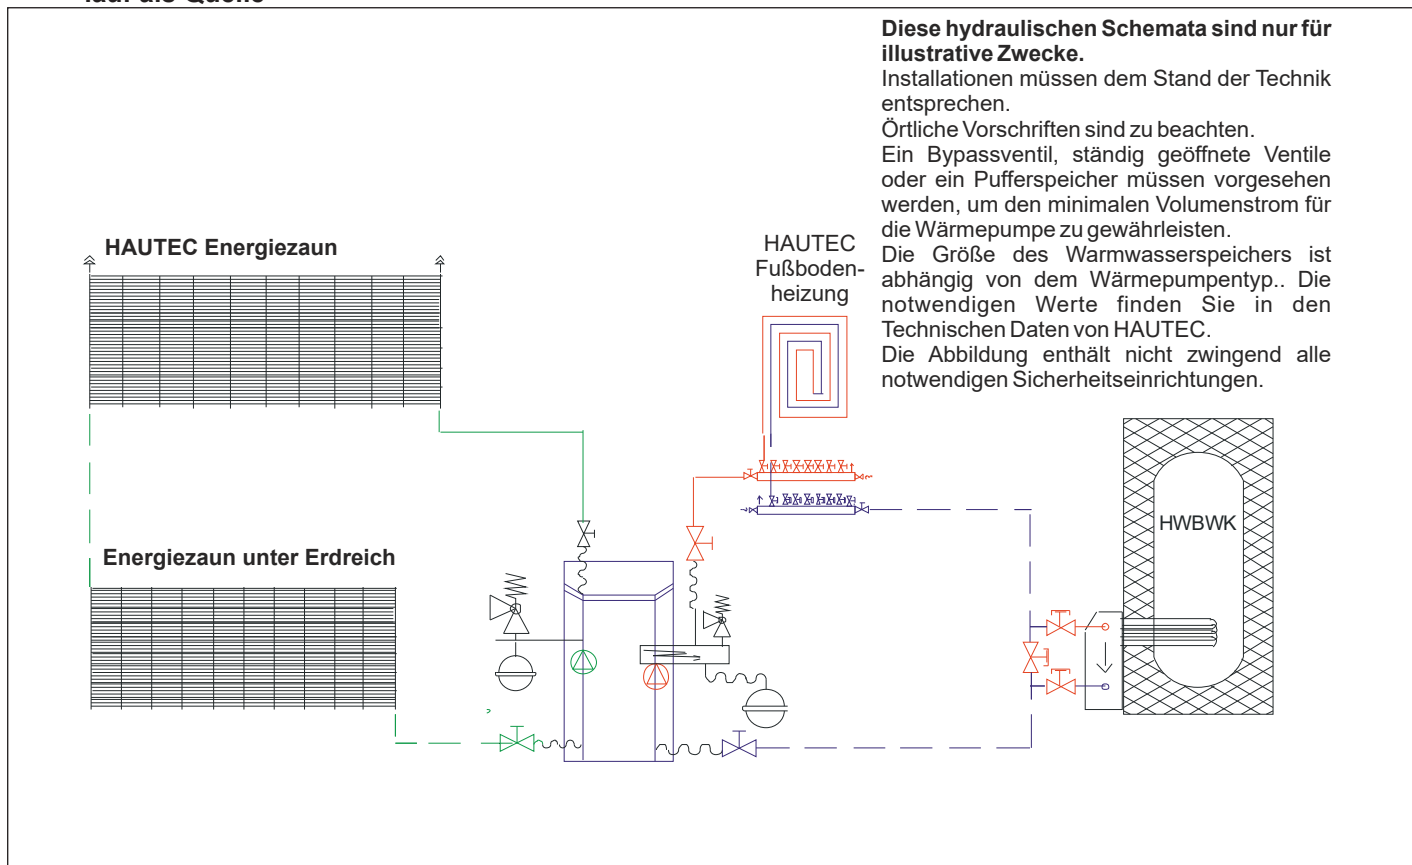 Diese hydraulischen Schemata sind nur für
illustrative Zwecke.
Installationen müssen dem Stand der Technik
entsprechen.
Örtliche Vorschriften sind zu beachten.
Ein Bypassventil, ständig geöffnete Ventile
oder ein Pufferspeicher müssen vorgesehen
werden, um den minimalen Volumenstrom für
die Wärmepumpe zu gewährleisten.
Die Größe des Warmwasserspeichers ist
abhängig von dem Wärmepumpentyp.. Die
notwendigen Werte finden Sie in den
Technischen Daten von HAUTEC.
Die Abbildung enthält nicht zwingend alle
notwendigen Sicherheitseinrichtungen.
HAUTEC Energiezaun
HAUTEC
Fußboden-
heizung
Energiezaun unter Erdreich
HWBWK